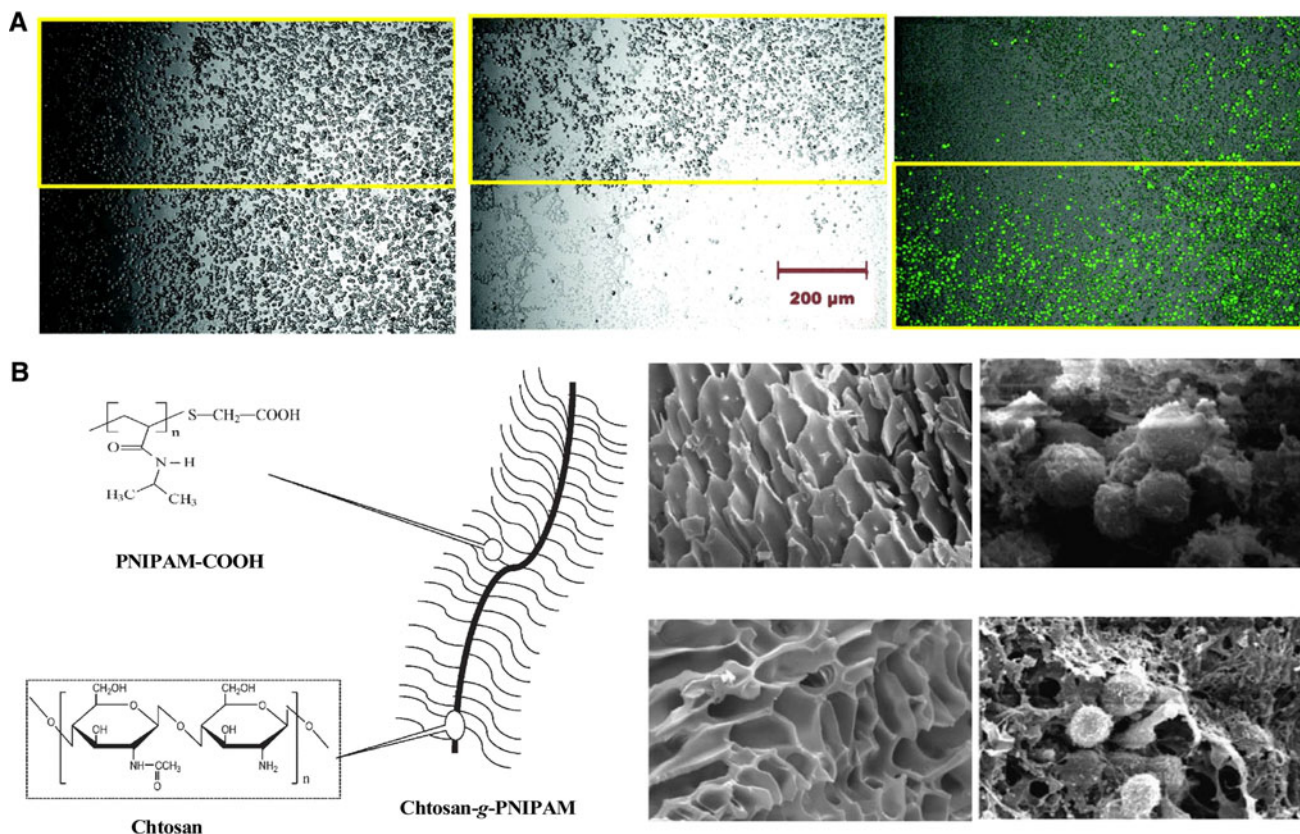 A
200 µm
B
S—CH₂—COOH
n
O
N—H
H₃C
CH₃
PNIPAM-COOH
CH₂OH
CH₂OH
O
O
O
O
O
OH
OH
NH—C—CH₃
O
NH₂
n
Chtosan-g-PNIPAM
Chtosan